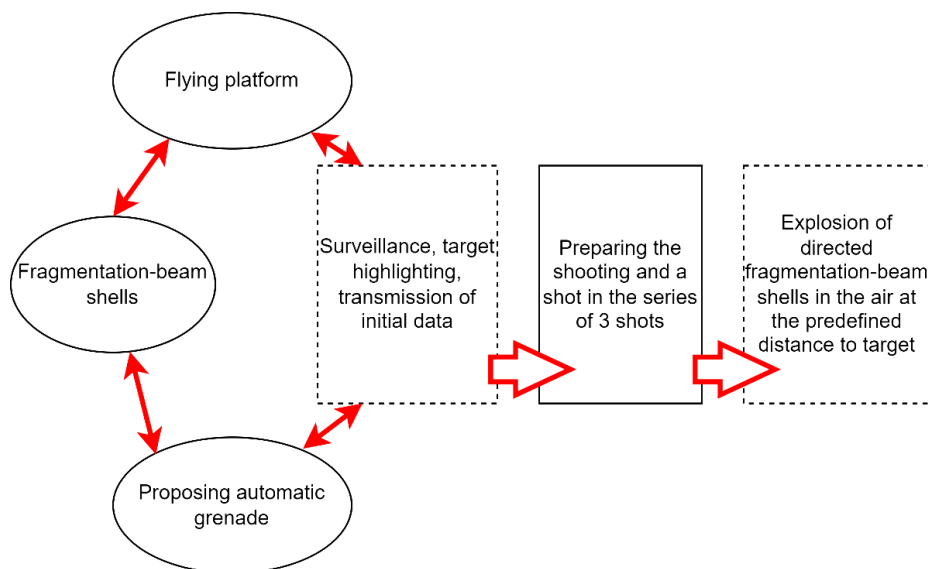 Flying platform
Fragmentation-beam
shells
Proposing automatic
grenade
Surveillance, target
highlighting,
transmission of
initial data
Preparing the
shooting and a
shot in the series
of 3 shots
Explosion of
directed
fragmentation-beam
shells in the air at
the predefined
distance to target